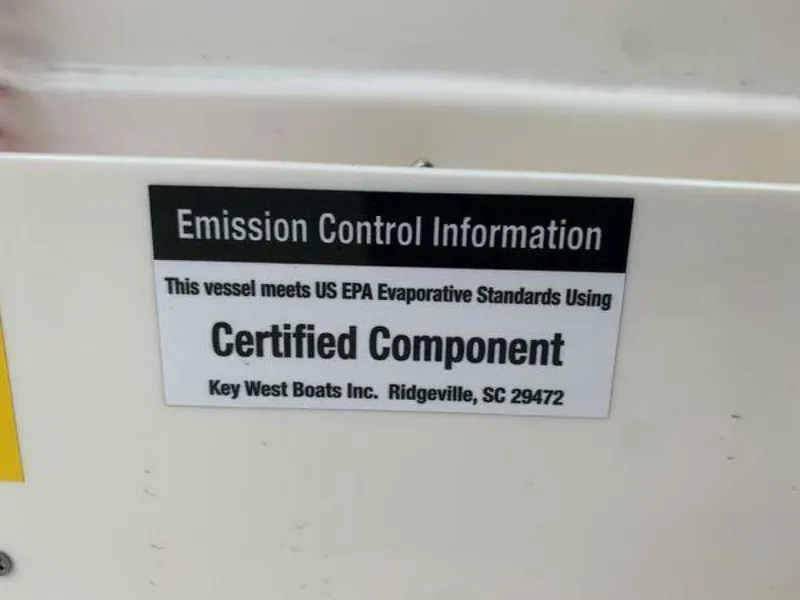 Emission Control Information
This vessel meets US EPA Evaporative Standards Using
Certified Component
Key West Boats Inc. Ridgeville, SC 29472